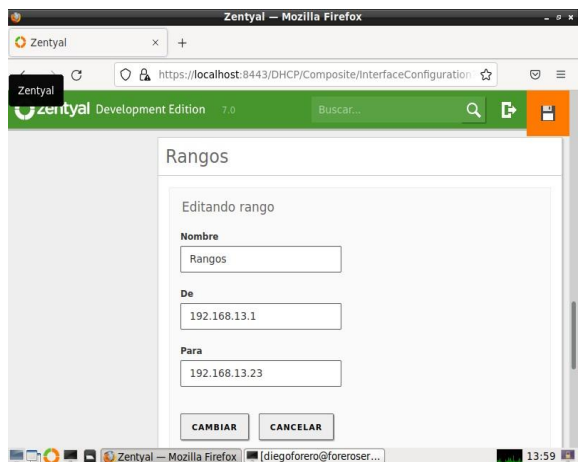 Zentyal — Mozilla Firefox
Zentyal
https://localhost:8443/DHCP/Composite/InterfaceConfiguration
Zentyal
zentyal Development Edition 7.0 Buscar...
Rangos
Editando rango
Nombre
Rangos
De
192.168.13.1
Para
192.168.13.23
CAMBIAR CANCELAR
Zentyal — Mozilla Firefox [diegoforero@foreroser... 13:59